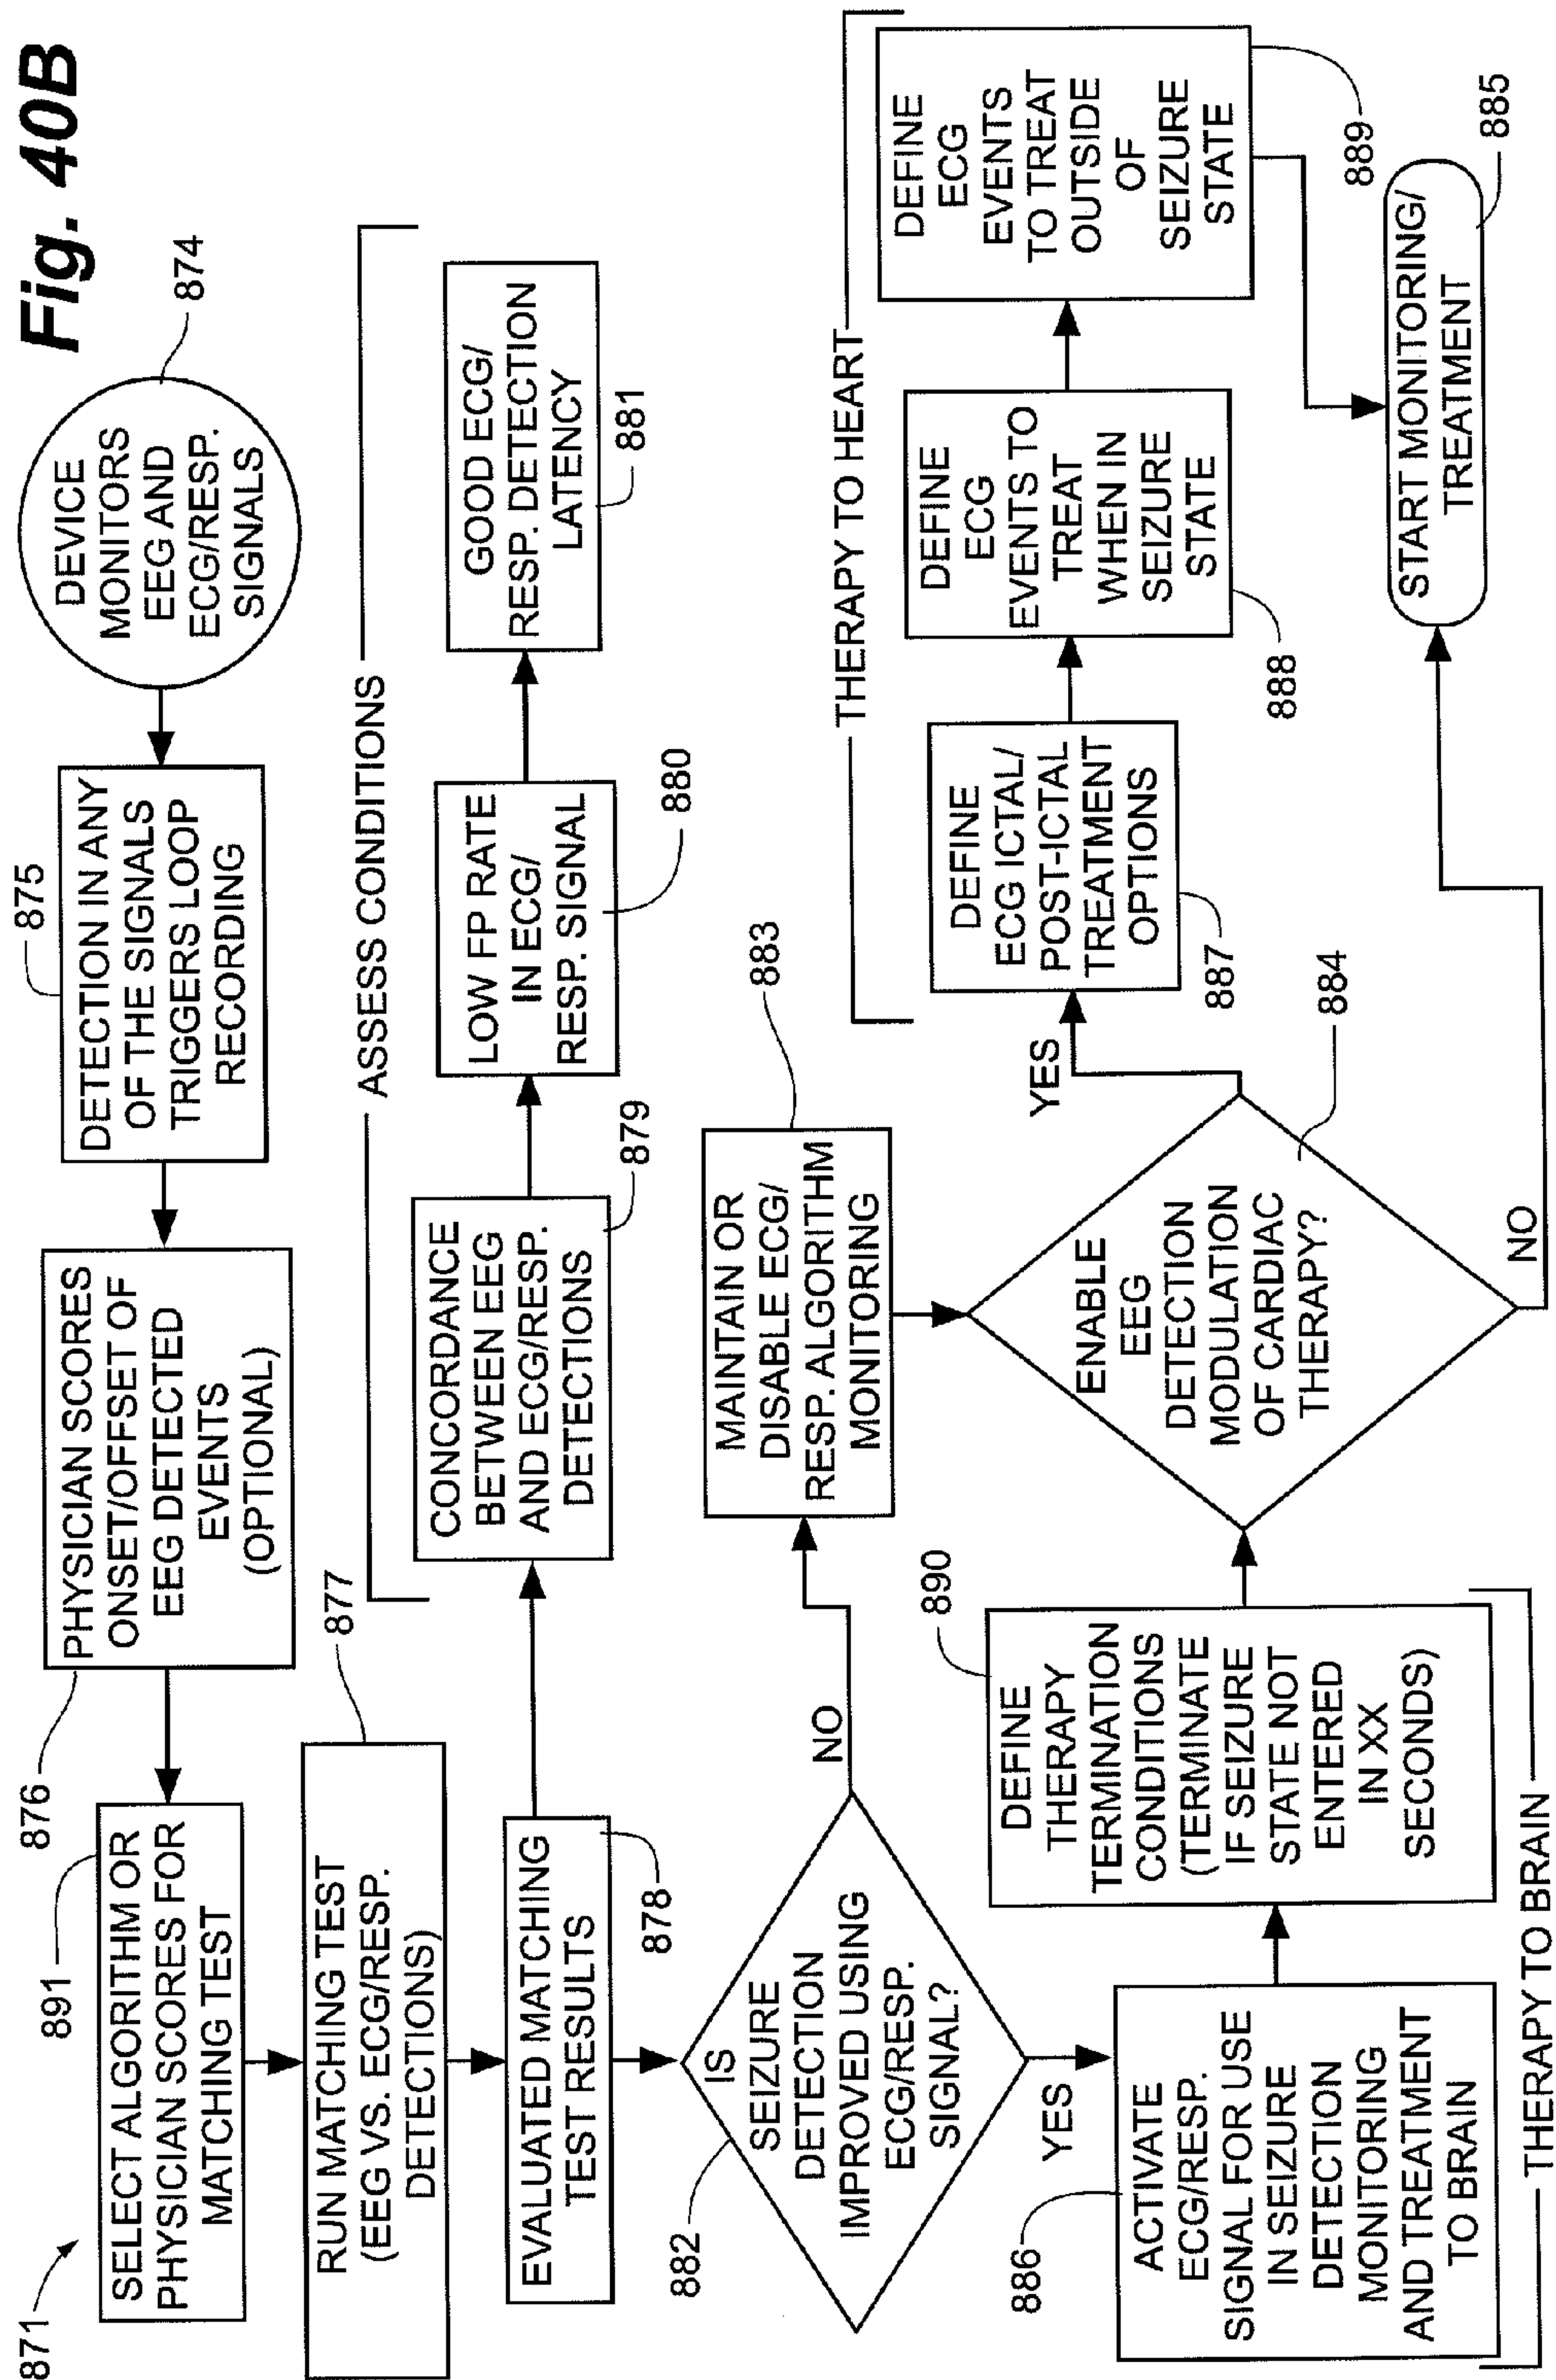 Fig. 40B
871
DEVICE
MONITORS
EEG AND
ECG/RESP.
SIGNALS
874
DETECTION IN ANY
OF THE SIGNALS
TRIGGERS LOOP
RECORDING
875
PHYSICIAN SCORES
ONSET/OFFSET OF
EEG DETECTED
EVENTS
(OPTIONAL)
876
SELECT ALGORITHM OR
PHYSICIAN SCORES FOR
MATCHING TEST
891
RUN MATCHING TEST
(EEG VS. ECG/RESP.
DETECTIONS)
877
EVALUATED MATCHING
TEST RESULTS
878
ASSESS CONDITIONS
CONCORDANCE
BETWEEN EEG
AND ECG/RESP.
DETECTIONS
879
LOW FP RATE
IN ECG/
RESP. SIGNAL
880
GOOD ECG/
RESP. DETECTION
LATENCY
881
IS
SEIZURE
DETECTION
IMPROVED USING
ECG/RESP.
SIGNAL?
882
NO
YES
MAINTAIN OR
DISABLE ECG/
RESP. ALGORITHM
MONITORING
883
ACTIVATE
ECG/RESP.
SIGNAL FOR USE
IN SEIZURE
DETECTION
MONITORING
AND TREATMENT
TO BRAIN
886
DEFINE
THERAPY
TERMINATION
CONDITIONS
(TERMINATE
IF SEIZURE
STATE NOT
ENTERED
IN XX
SECONDS)
890
THERAPY TO BRAIN
ENABLE
EEG
DETECTION
MODULATION
OF CARDIAC
THERAPY?
884
YES
NO
THERAPY TO HEART
DEFINE
ECG ICTAL/
POST-ICTAL
TREATMENT
OPTIONS
887
DEFINE
ECG
EVENTS TO
TREAT
WHEN IN
SEIZURE
STATE
888
DEFINE
ECG
EVENTS
TO TREAT
OUTSIDE
OF
SEIZURE
STATE
889
START MONITORING/
TREATMENT
885